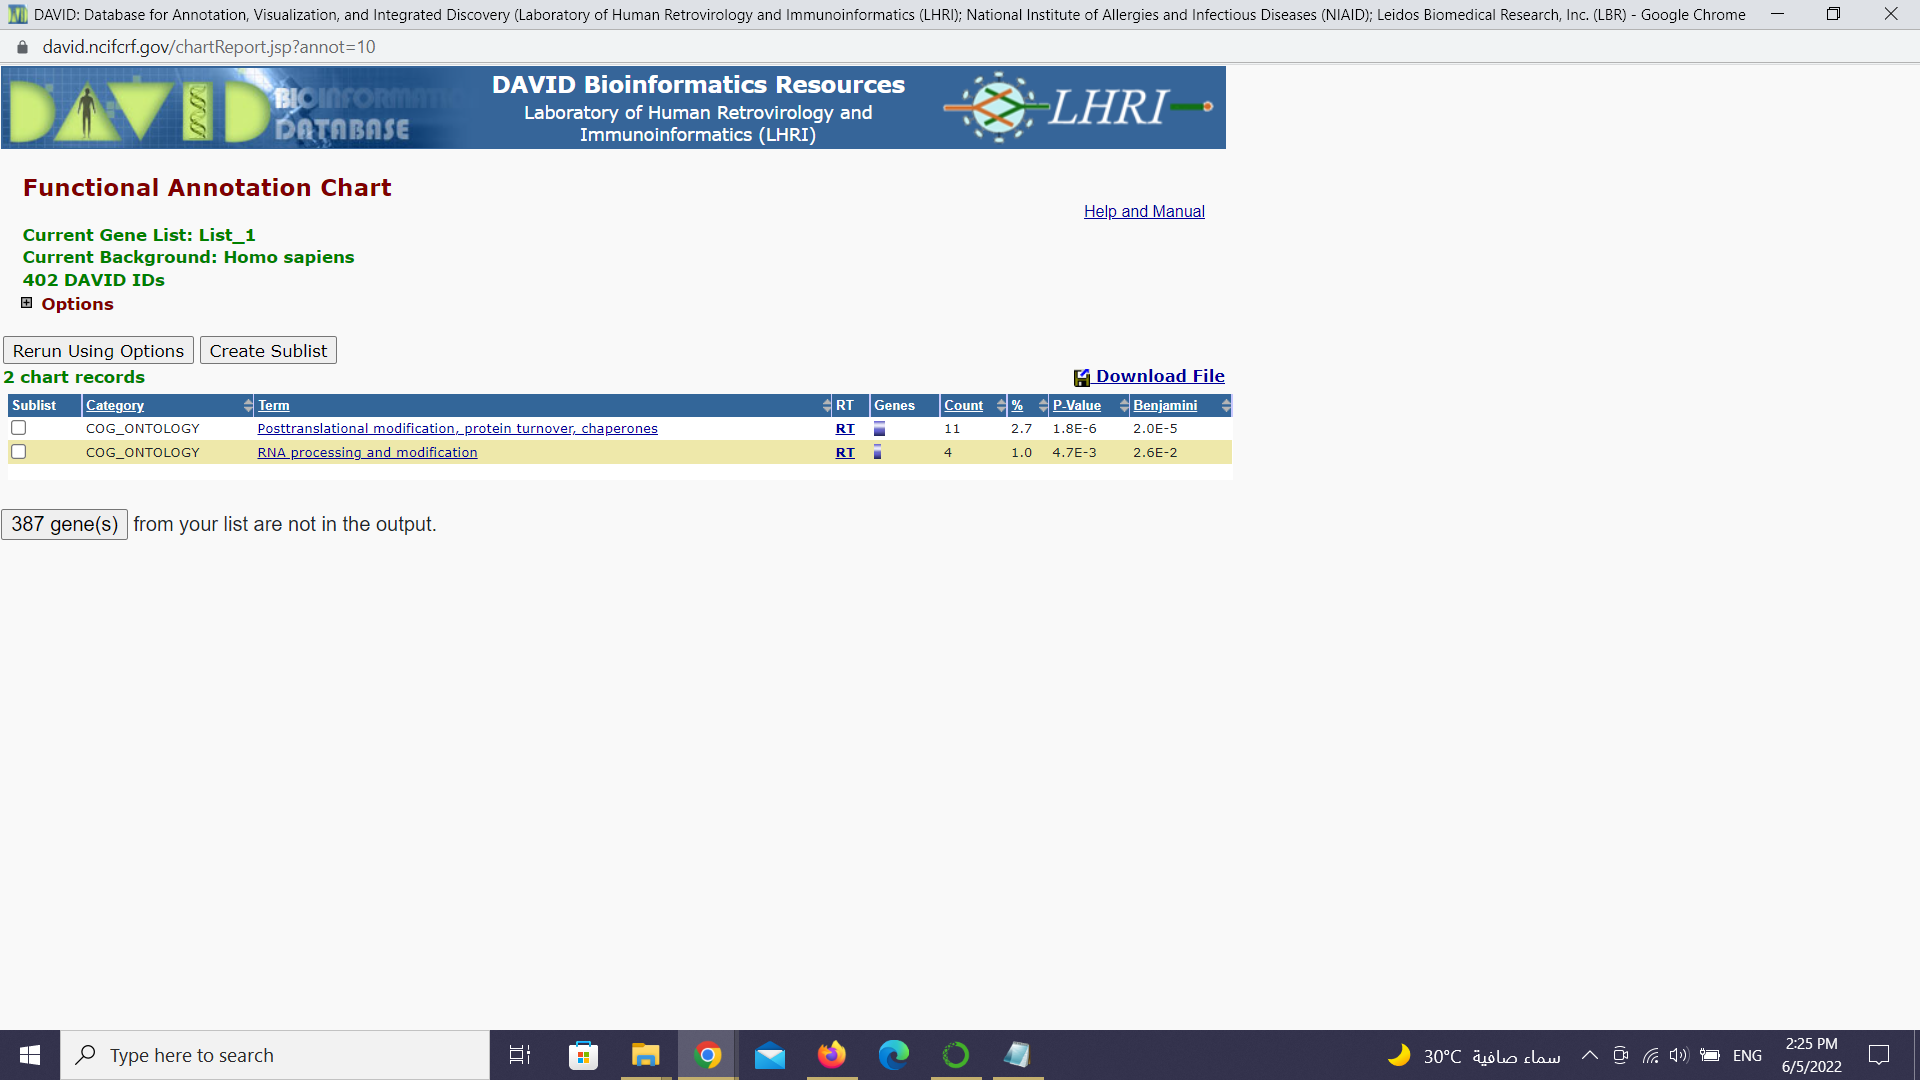 DAVID: Database for Annotation, Visualization, and Integrated Discovery (Laboratory of Human Retrovirology and Immunoinformatics (LHRI); National Institute of Allergies and Infectious Diseases (NIAID); Leidos Biomedical Research, Inc. (LBR) - Google Chrome
david.ncifcrf.gov/chartReport.jsp?annot=10
DAVID BIOINFORMATICS DATABASE
DAVID Bioinformatics Resources
Laboratory of Human Retrovirology and
Immunoinformatics (LHRI)
LHRI
Functional Annotation Chart
Help and Manual
Current Gene List: List_1
Current Background: Homo sapiens
402 DAVID IDs
Options
Rerun Using Options Create Sublist
2 chart records Download File
Sublist Category Term RT Genes Count % P-Value Benjamini
COG_ONTOLOGY Posttranslational modification, protein turnover, chaperones RT 11 2.7 1.8E-6 2.0E-5
COG_ONTOLOGY RNA processing and modification RT 4 1.0 4.7E-3 2.6E-2
387 gene(s) from your list are not in the output.
Type here to search
30°C سماء صافية ENG 2:25 PM
6/5/2022